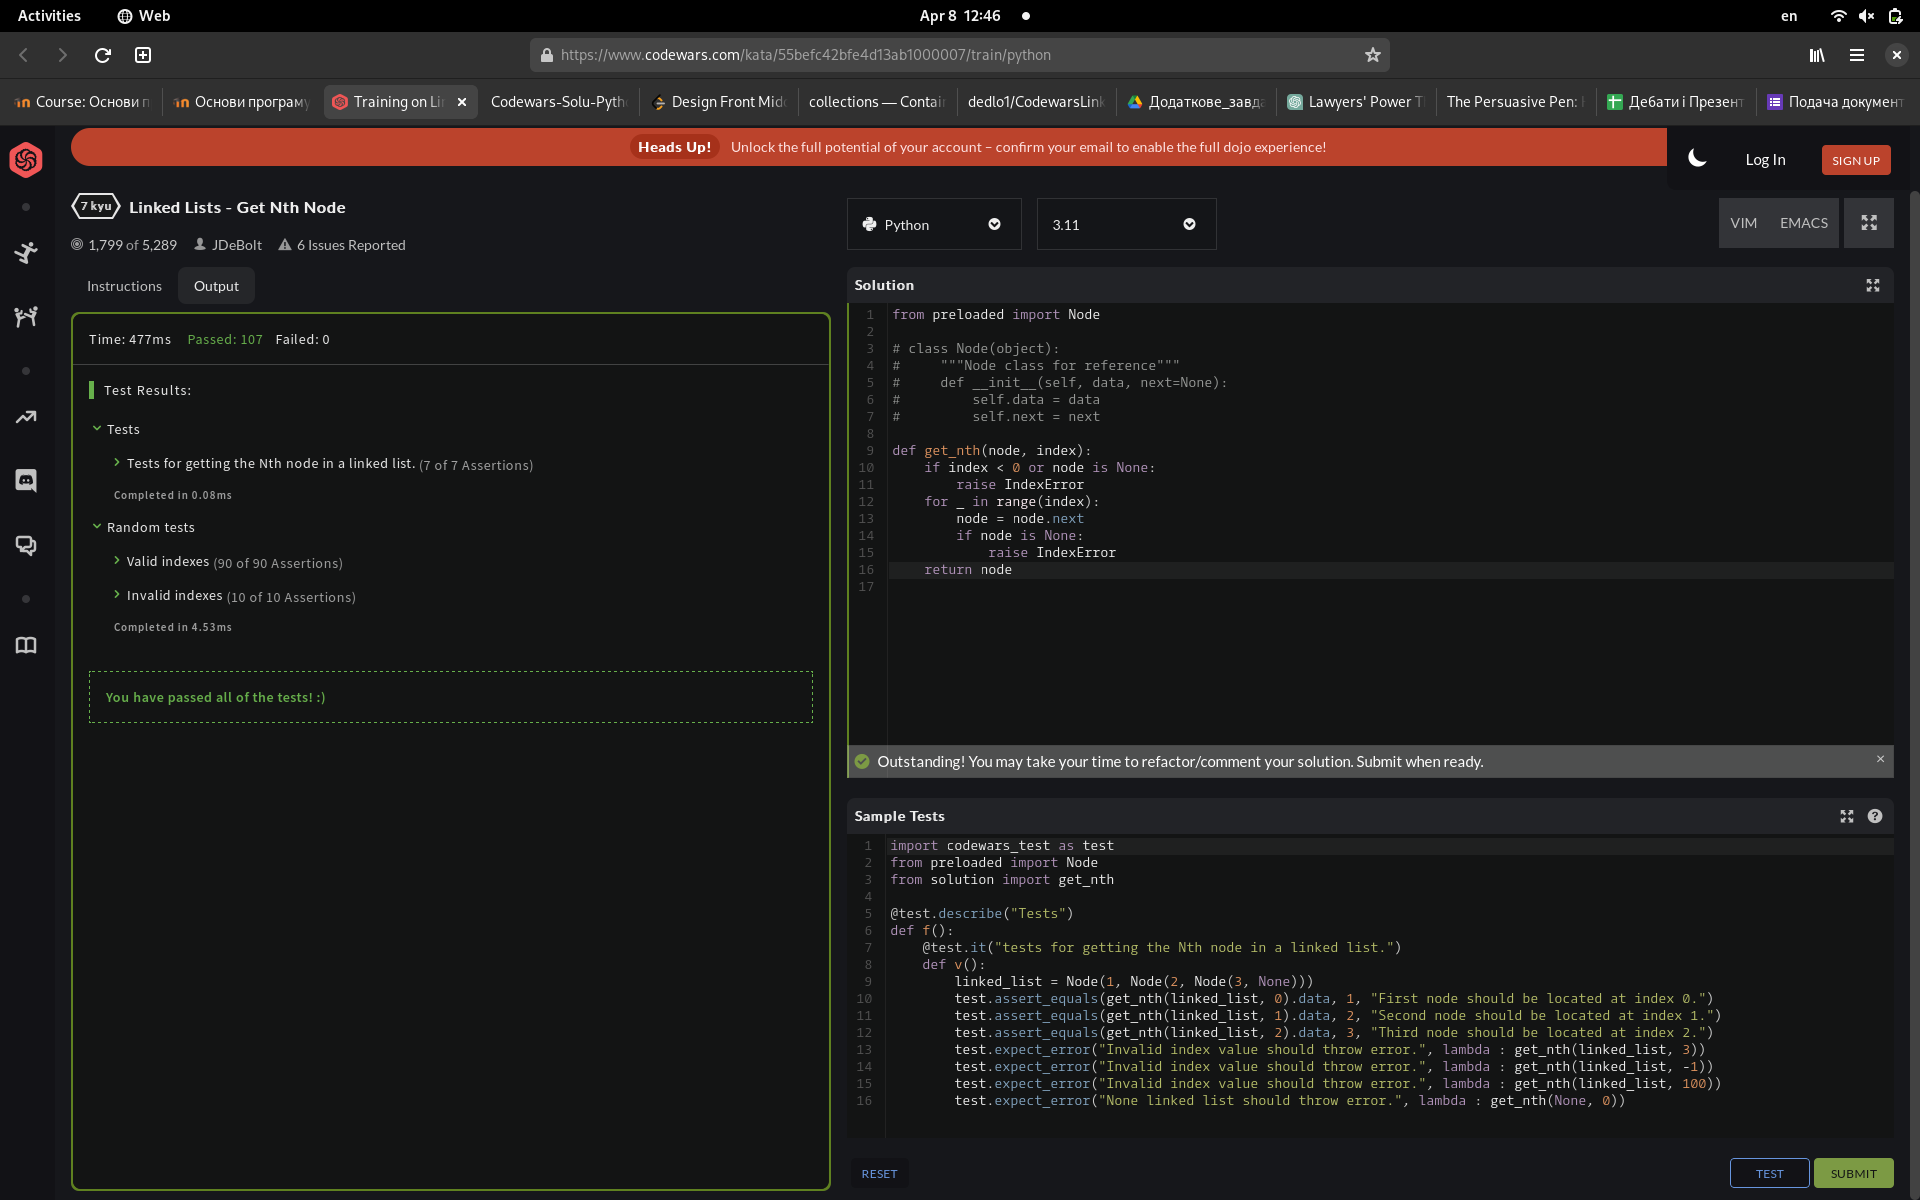 Activities Web Apr 8 12:46 en
https://www.codewars.com/kata/55befc42bfe4d13ab1000007/train/python
Course: Основи Основи програму Training on Li Codewars-Solu-Pyth Design Front Mid collections — Contai dedlo1/CodewarsLink Додаткове_завда Lawyers' Power The Persuasive Pen: Дебати і Презент Подача документ
Heads Up! Unlock the full potential of your account – confirm your email to enable the full dojo experience!
Log In SIGN UP
7 kyu Linked Lists - Get Nth Node
1,799 of 5,289 JDeBolt 6 Issues Reported
Instructions Output
Time: 477ms Passed: 107 Failed: 0
Test Results:
Tests
Tests for getting the Nth node in a linked list. (7 of 7 Assertions)
Completed in 0.08ms
Random tests
Valid indexes (90 of 90 Assertions)
Invalid indexes (10 of 10 Assertions)
Completed in 4.53ms
You have passed all of the tests! :)
Python 3.11 VIM EMACS
Solution
1 from preloaded import Node
2
3 # class Node(object):
4 #     """Node class for reference"""
5 #     def __init__(self, data, next=None):
6 #         self.data = data
7 #         self.next = next
8
9 def get_nth(node, index):
10     if index < 0 or node is None:
11         raise IndexError
12     for _ in range(index):
13         node = node.next
14         if node is None:
15             raise IndexError
16     return node
17
Outstanding! You may take your time to refactor/comment your solution. Submit when ready. ×
Sample Tests
1 import codewars_test as test
2 from preloaded import Node
3 from solution import get_nth
4
5 @test.describe("Tests")
6 def f():
7     @test.it("tests for getting the Nth node in a linked list.")
8     def v():
9         linked_list = Node(1, Node(2, Node(3, None)))
10         test.assert_equals(get_nth(linked_list, 0).data, 1, "First node should be located at index 0.")
11         test.assert_equals(get_nth(linked_list, 1).data, 2, "Second node should be located at index 1.")
12         test.assert_equals(get_nth(linked_list, 2).data, 3, "Third node should be located at index 2.")
13         test.expect_error("Invalid index value should throw error.", lambda : get_nth(linked_list, 3))
14         test.expect_error("Invalid index value should throw error.", lambda : get_nth(linked_list, -1))
15         test.expect_error("Invalid index value should throw error.", lambda : get_nth(linked_list, 100))
16         test.expect_error("None linked list should throw error.", lambda : get_nth(None, 0))
RESET TEST SUBMIT